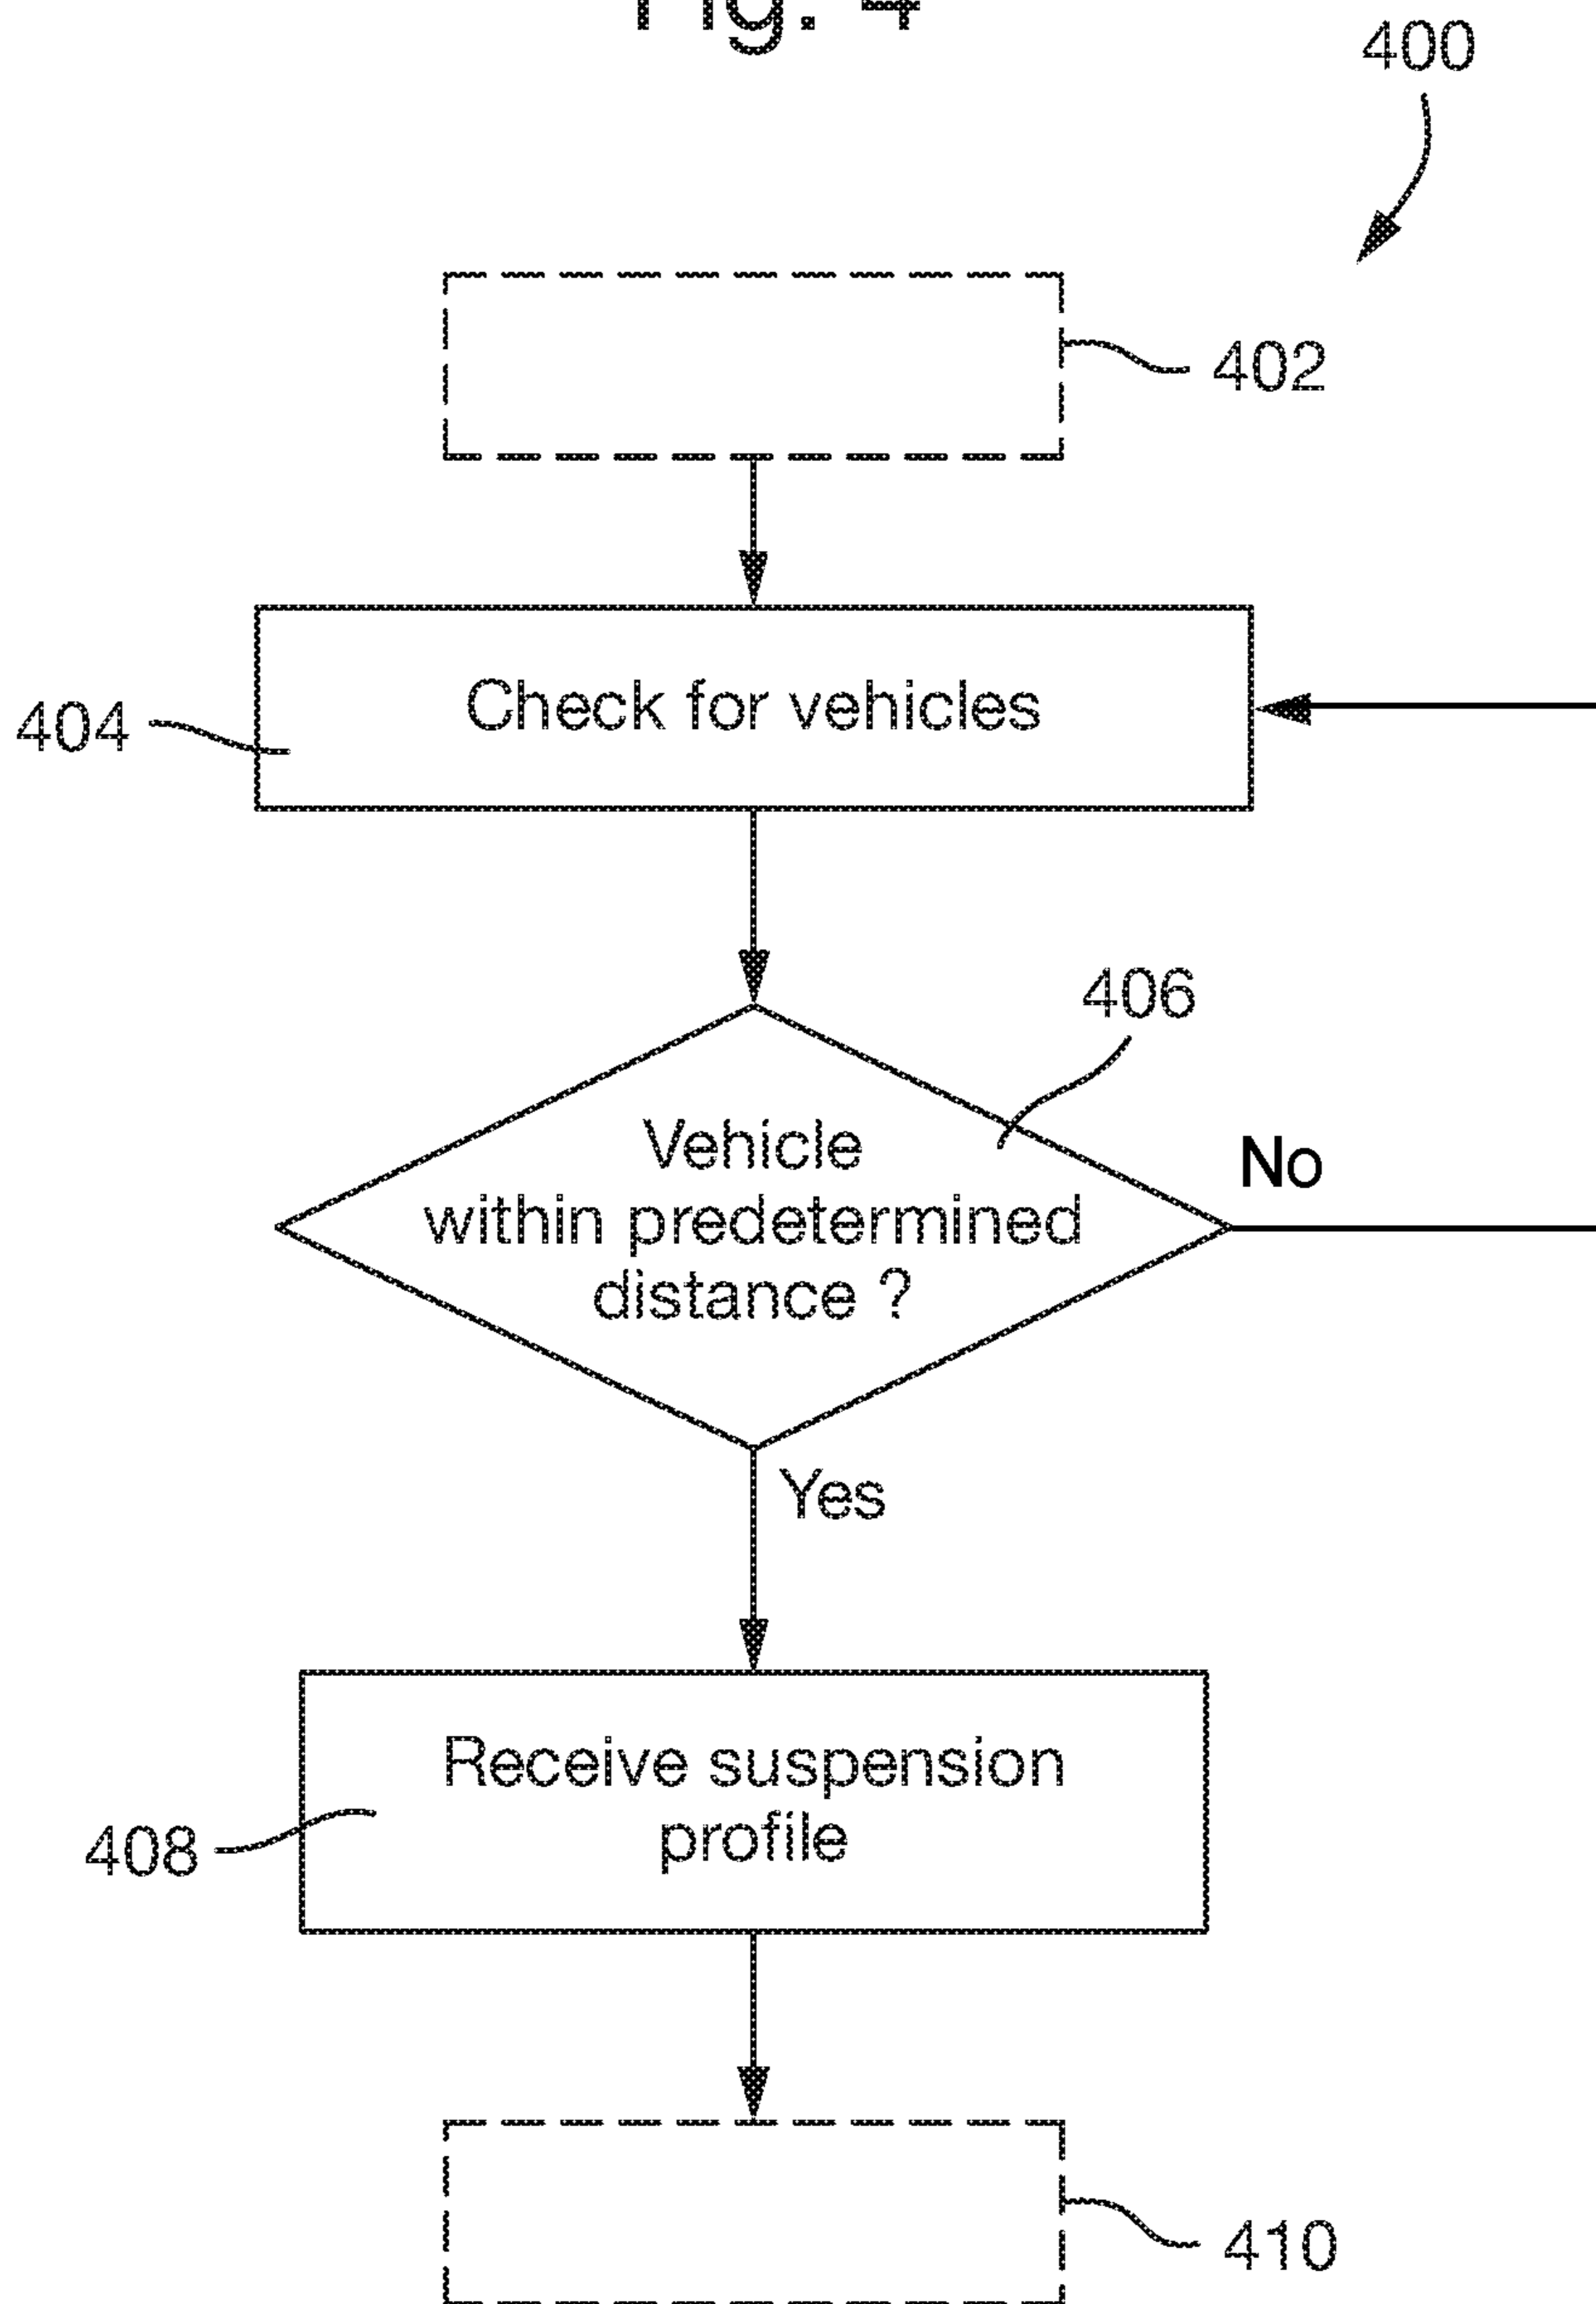 Fig. 4
400
402
Check for vehicles
404
406
Vehicle
within predetermined
distance ?
No
Yes
Receive suspension
profile
408
410